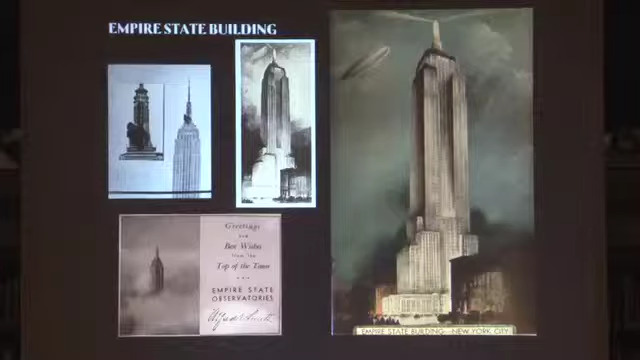 EMPIRE STATE BUILDING
Greetings
and
Best Wishes
from the
Top of the Town
EMPIRE STATE
OBSERVATORIES
EMPIRE STATE BUILDING—NEW YORK CITY